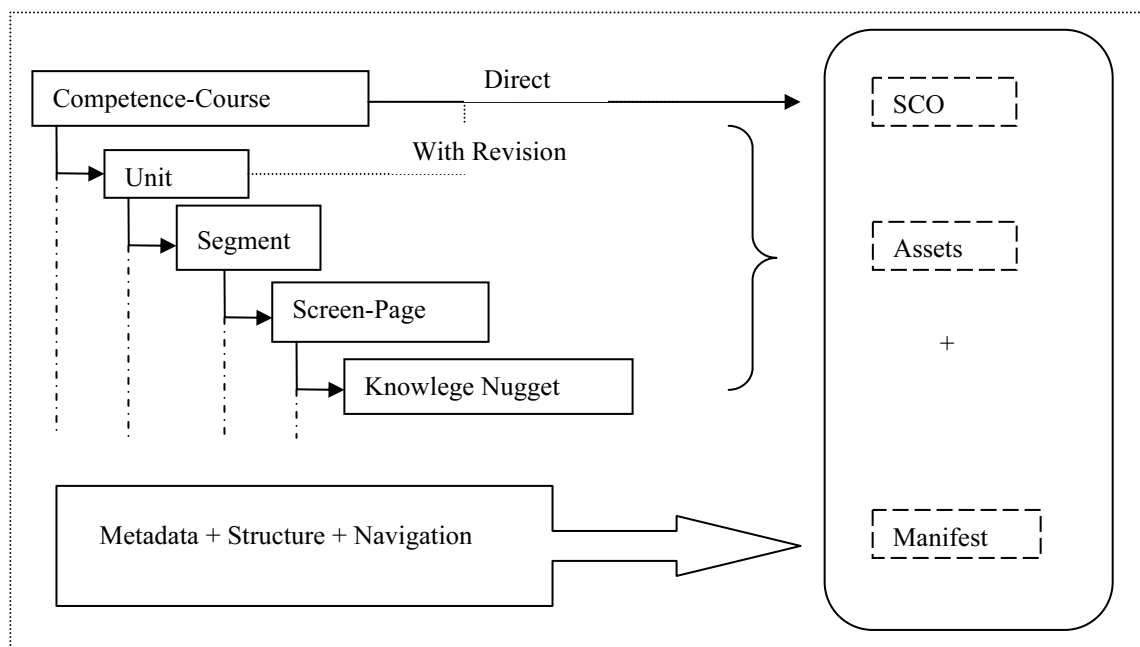 Direct
Competence-Course
SCO
With Revision
Unit
Segment
Assets
Screen-Page
+
Knowlege Nugget
Metadata + Structure + Navigation
Manifest